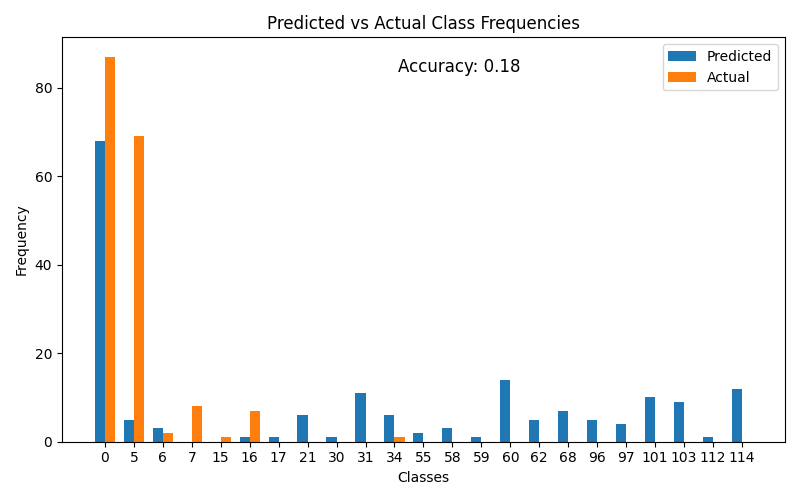 Predicted vs Actual Class Frequencies
Accuracy: 0.18
Predicted
Actual
80
60
40
20
0
Frequency
0 5 6 7 15 16 17 21 30 31 34 55 58 59 60 62 68 96 97 101 103 112 114
Classes